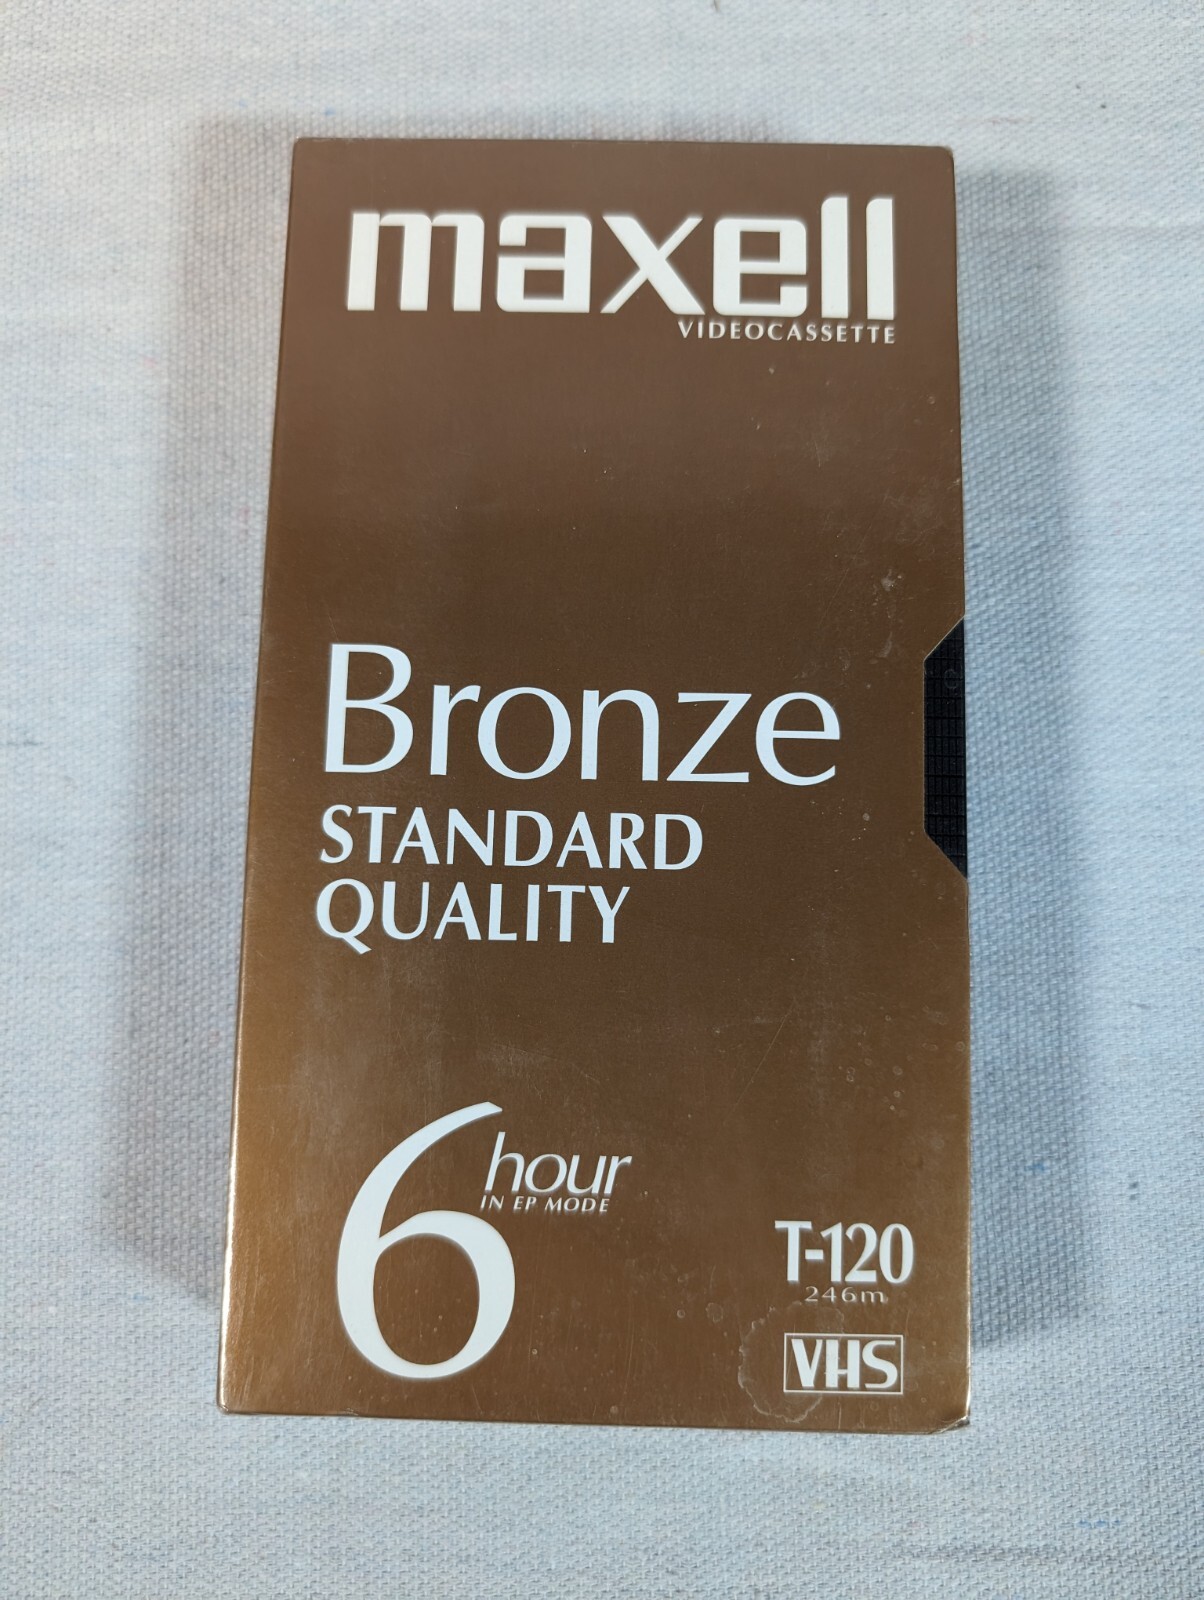 maxell
VIDEOCASSETTE
Bronze
STANDARD
QUALITY
6 hour
IN EP MODE
T-120
246m
VHS